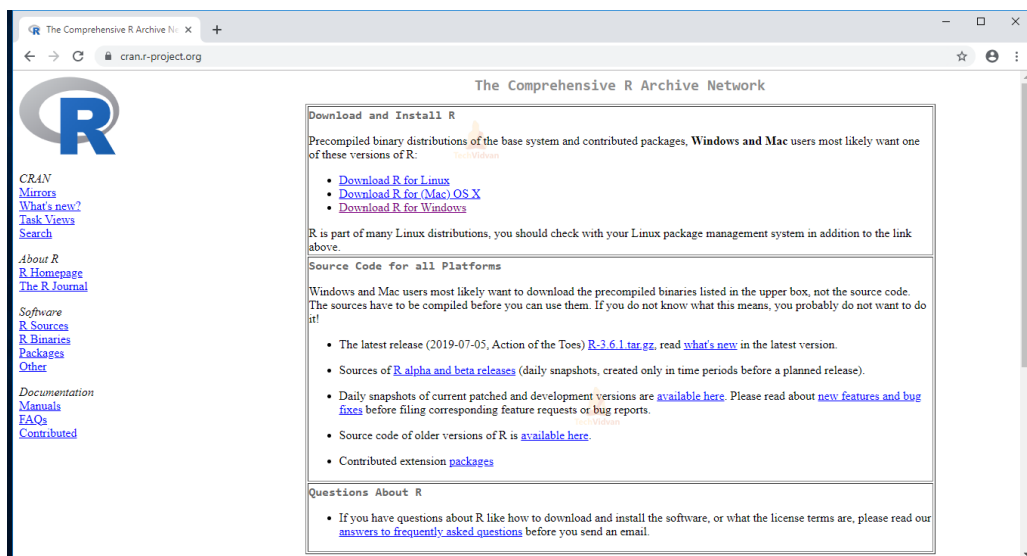 The Comprehensive R Archive Ne
cran.r-project.org
R
CRAN
Mirrors
What's new?
Task Views
Search
About R
R Homepage
The R Journal
Software
R Sources
R Binaries
Packages
Other
Documentation
Manuals
FAQs
Contributed
The Comprehensive R Archive Network
Download and Install R
Precompiled binary distributions of the base system and contributed packages, Windows and Mac users most likely want one
of these versions of R:
Download R for Linux
Download R for (Mac) OS X
Download R for Windows
R is part of many Linux distributions, you should check with your Linux package management system in addition to the link
above.
TechVidvan
Source Code for all Platforms
Windows and Mac users most likely want to download the precompiled binaries listed in the upper box, not the source code.
The sources have to be compiled before you can use them. If you do not know what this means, you probably do not want to do
it!
The latest release (2019-07-05, Action of the Toes) R-3.6.1.tar.gz, read what's new in the latest version.
Sources of R alpha and beta releases (daily snapshots, created only in time periods before a planned release).
Daily snapshots of current patched and development versions are available here. Please read about new features and bug
fixes before filing corresponding feature requests or bug reports.
TechVidvan
Source code of older versions of R is available here.
Contributed extension packages
Questions About R
If you have questions about R like how to download and install the software, or what the license terms are, please read our
answers to frequently asked questions before you send an email.